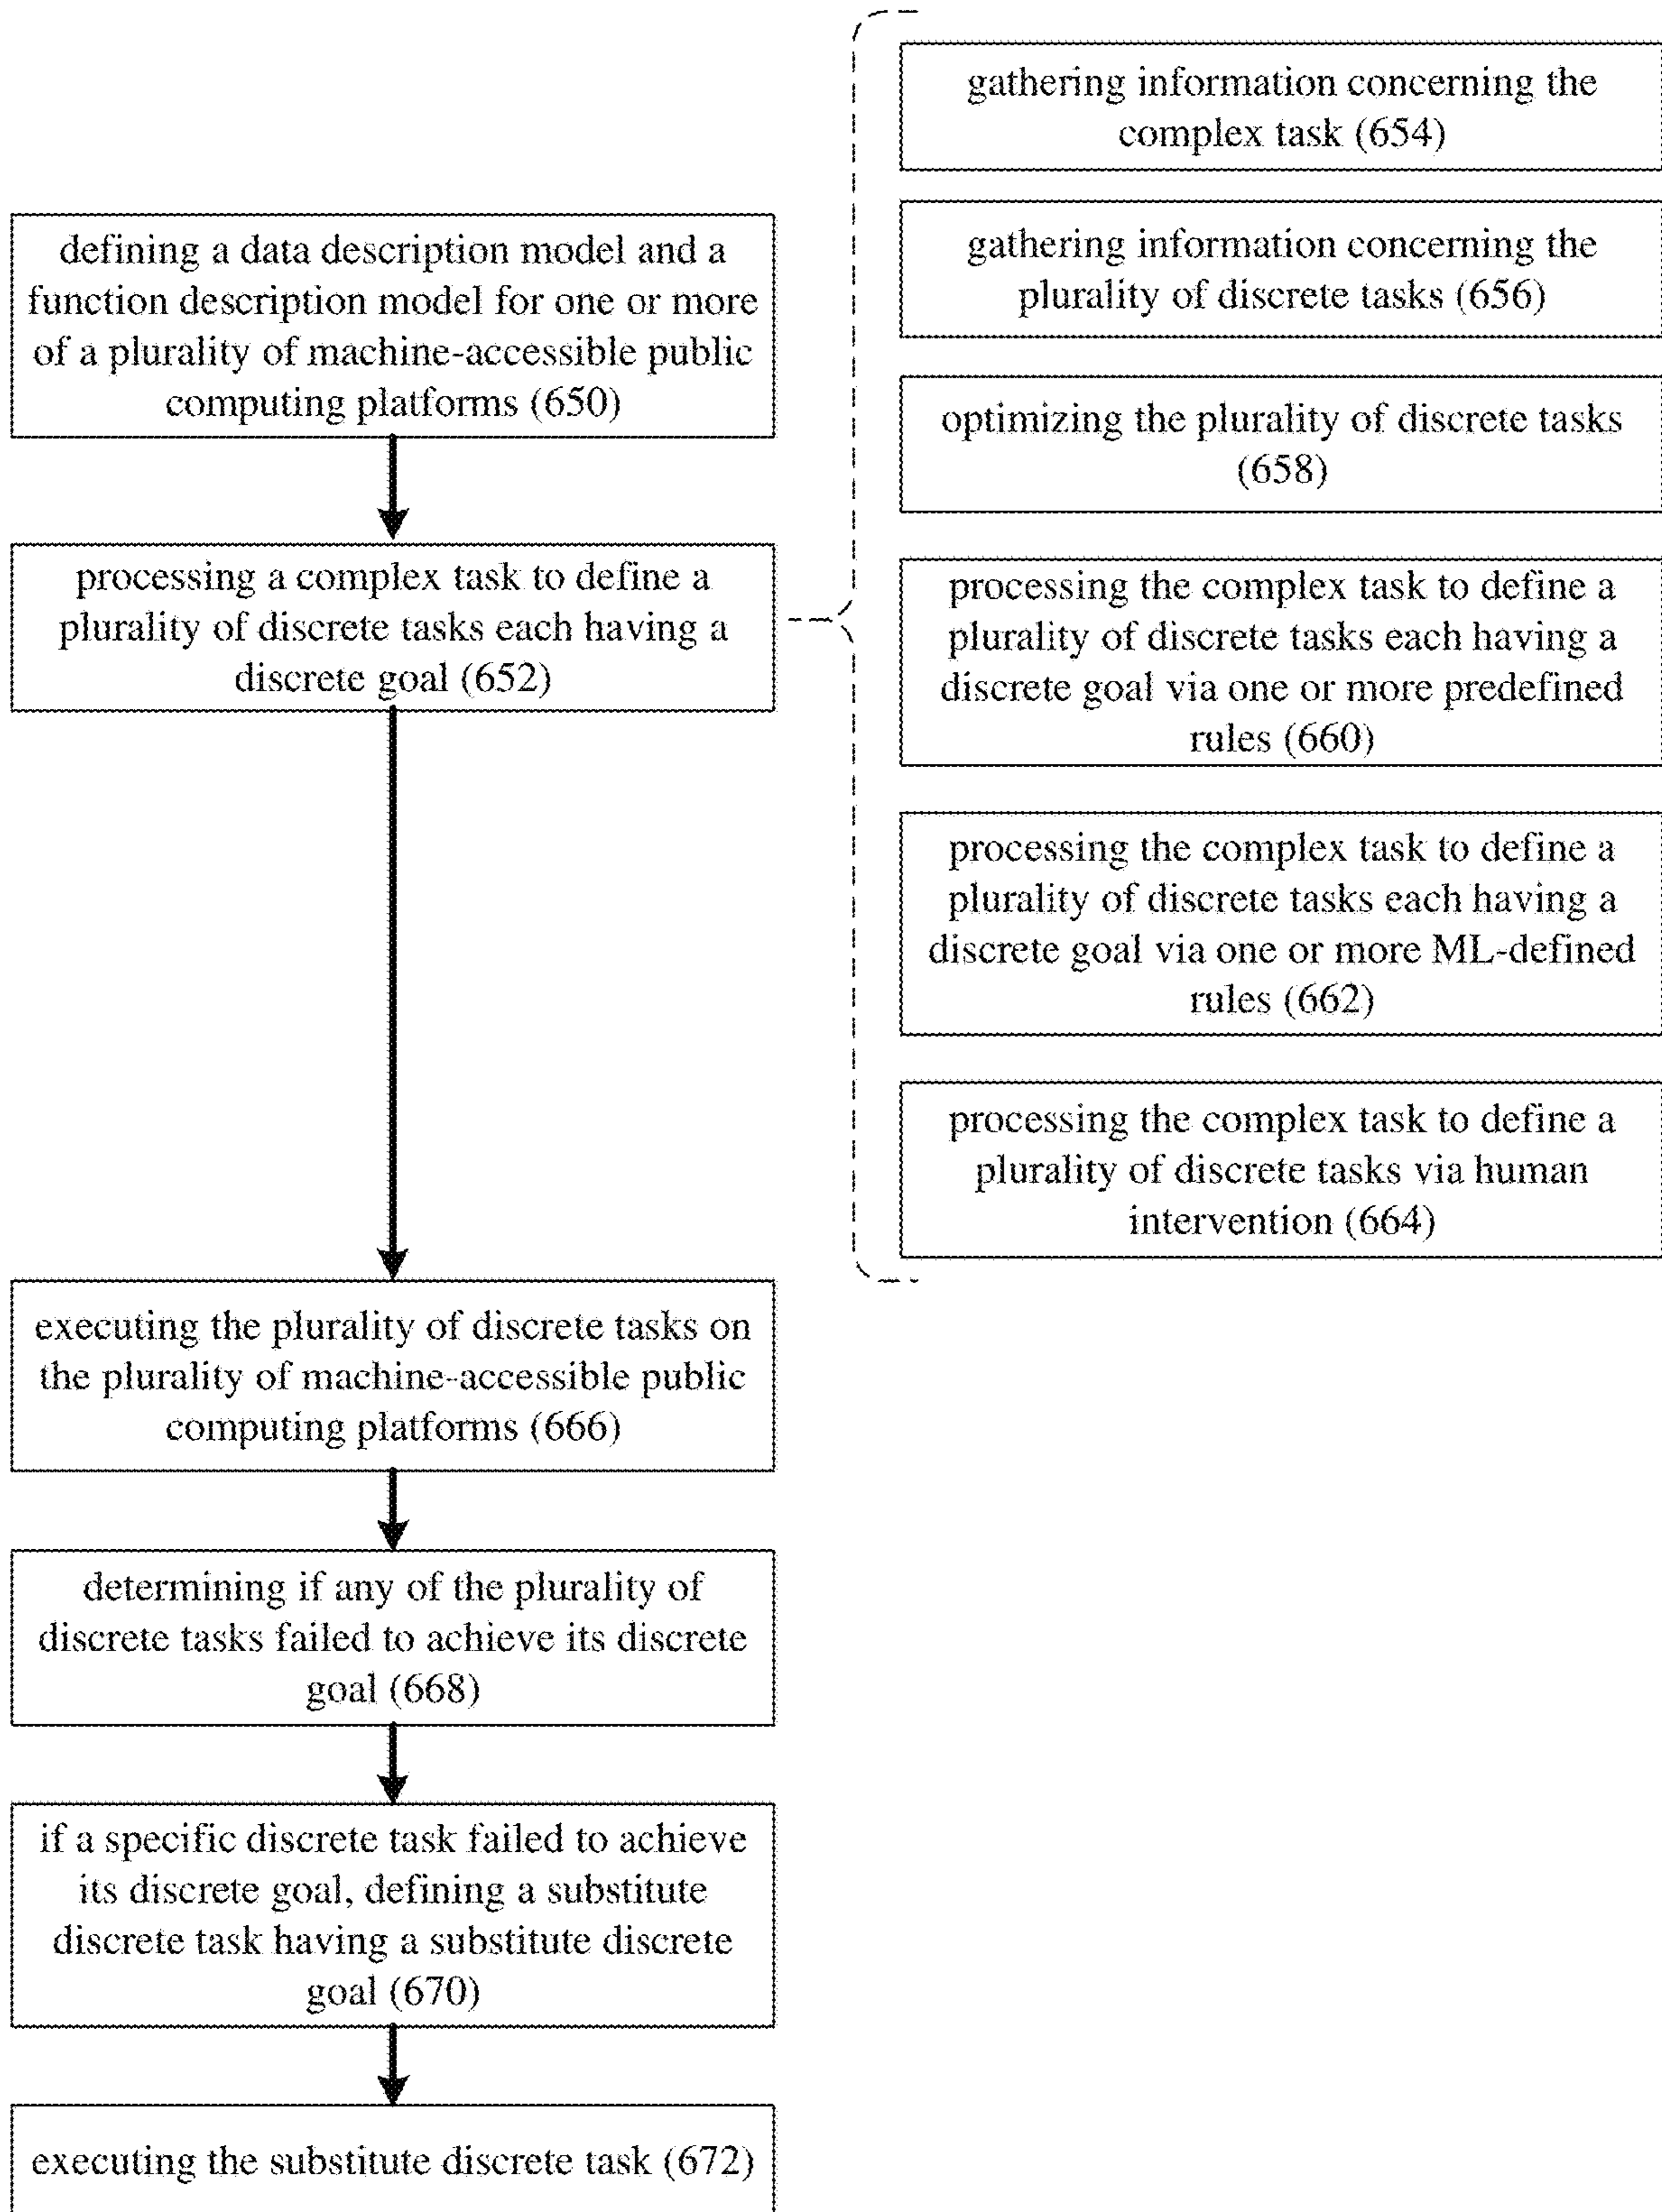 defining a data description model and a
function description model for one or more
of a plurality of machine-accessible public
computing platforms (650)
processing a complex task to define a
plurality of discrete tasks each having a
discrete goal (652)
gathering information concerning the
complex task (654)
gathering information concerning the
plurality of discrete tasks (656)
optimizing the plurality of discrete tasks
(658)
processing the complex task to define a
plurality of discrete tasks each having a
discrete goal via one or more predefined
rules (660)
processing the complex task to define a
plurality of discrete tasks each having a
discrete goal via one or more ML-defined
rules (662)
processing the complex task to define a
plurality of discrete tasks via human
intervention (664)
executing the plurality of discrete tasks on
the plurality of machine-accessible public
computing platforms (666)
determining if any of the plurality of
discrete tasks failed to achieve its discrete
goal (668)
if a specific discrete task failed to achieve
its discrete goal, defining a substitute
discrete task having a substitute discrete
goal (670)
executing the substitute discrete task (672)